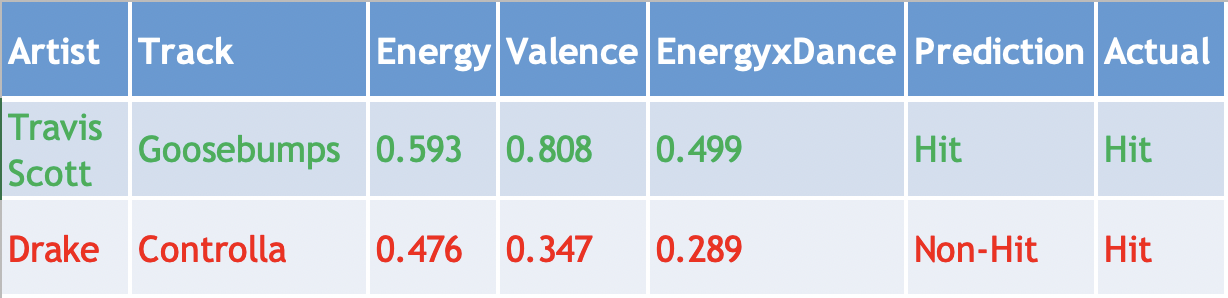 Artist Track Energy Valence EnergyxDance Prediction Actual
Travis Scott Goosebumps 0.593 0.808 0.499 Hit Hit
Drake Controlla 0.476 0.347 0.289 Non-Hit Hit